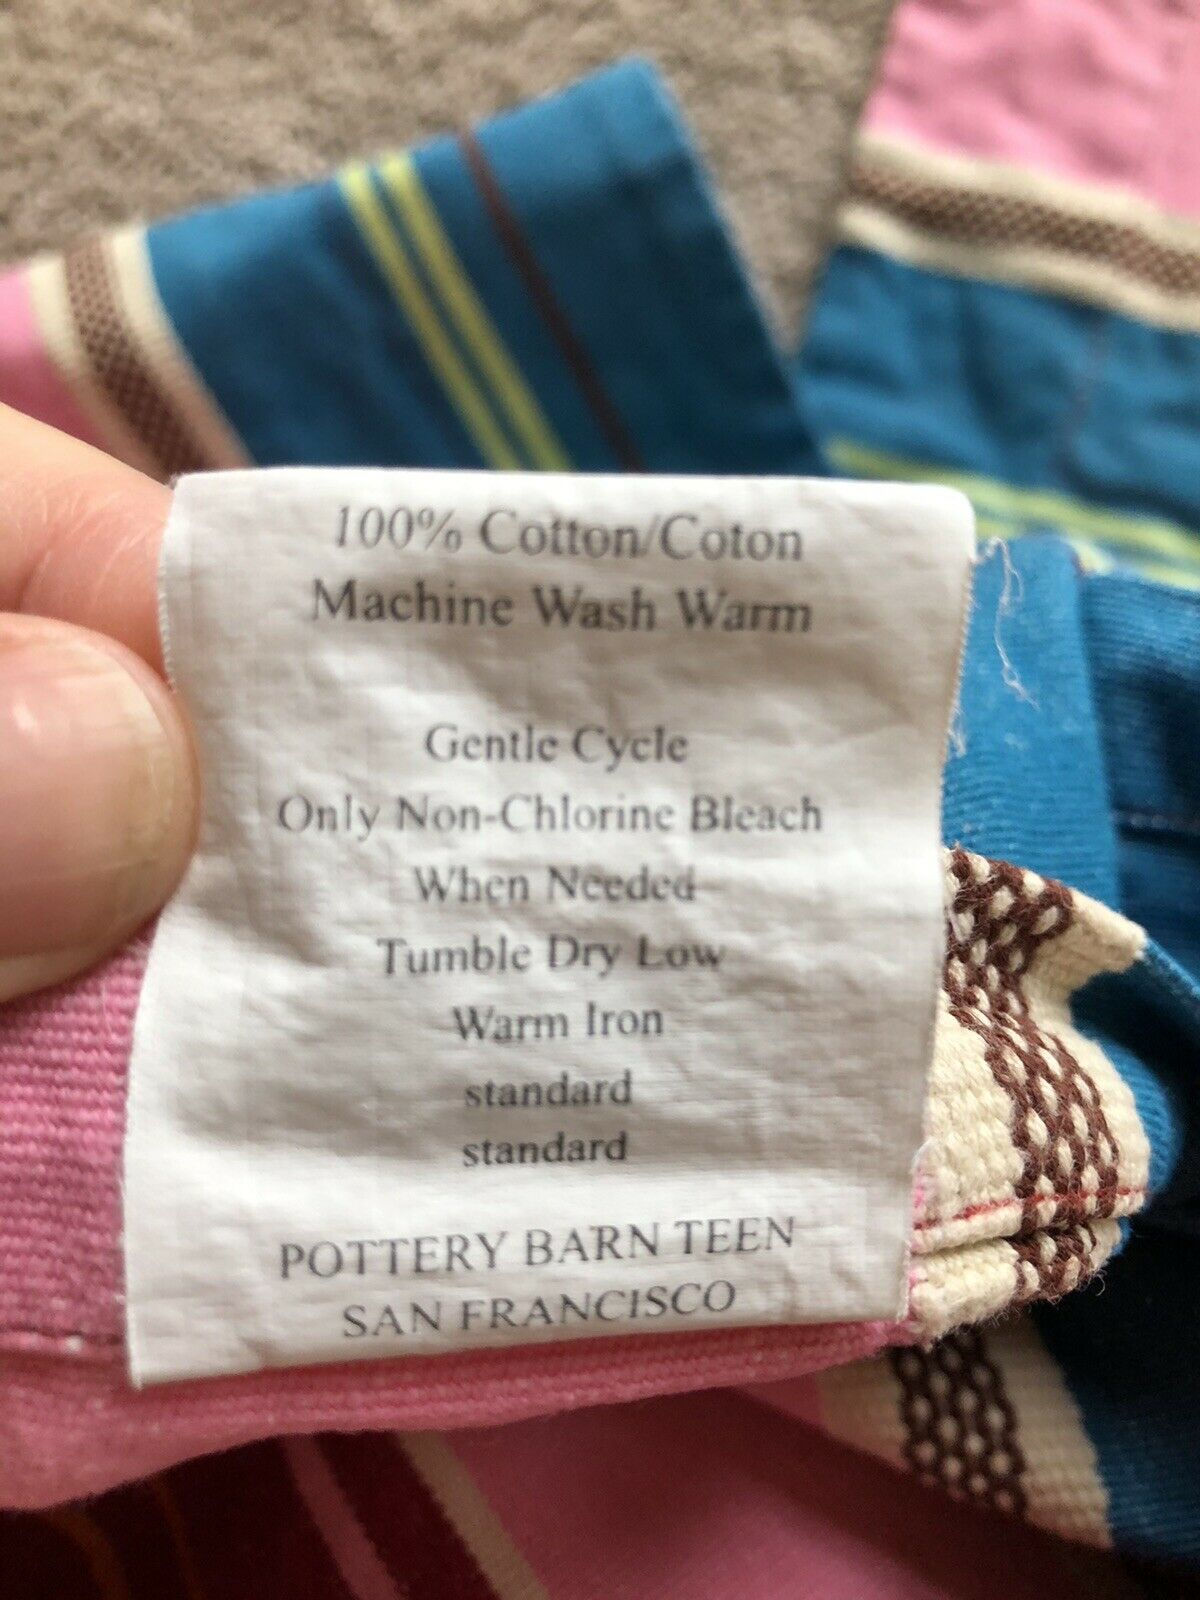 100% Cotton/Coton
Machine Wash Warm
Gentle Cycle
Only Non-Chlorine Bleach
When Needed
Tumble Dry Low
Warm Iron
standard
standard
POTTERY BARN TEEN
SAN FRANCISCO